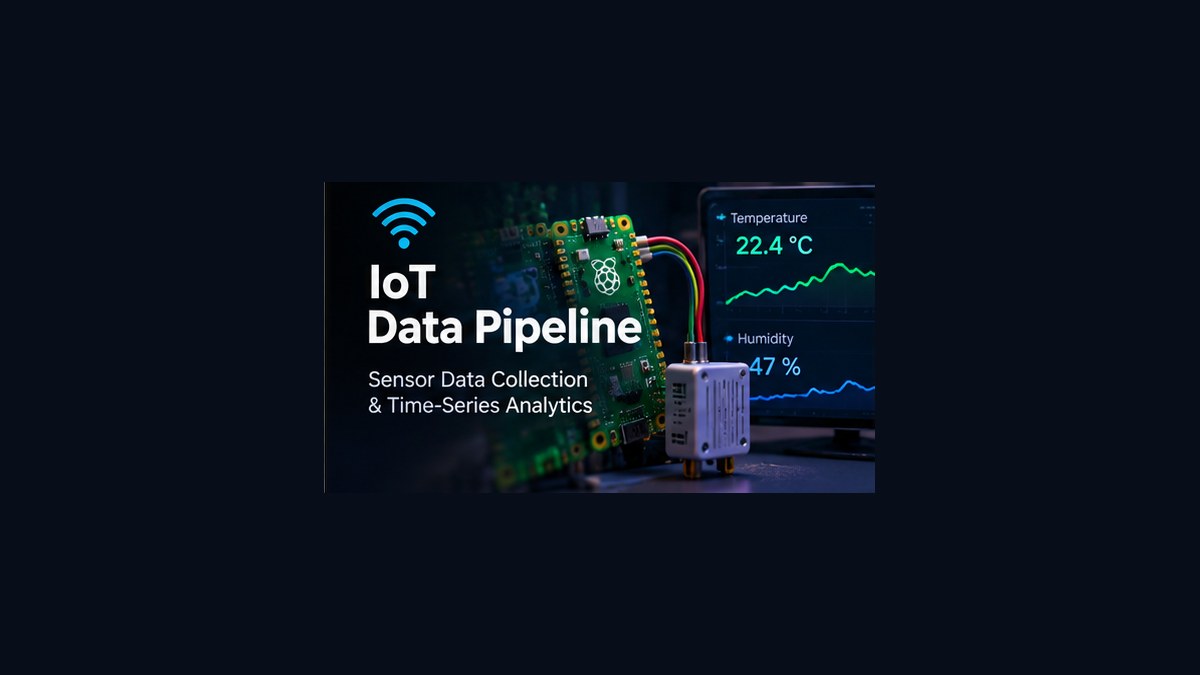 IoT
Data Pipeline
Sensor Data Collection
& Time-Series Analytics
Temperature
22.4 °C
Humidity
47 %